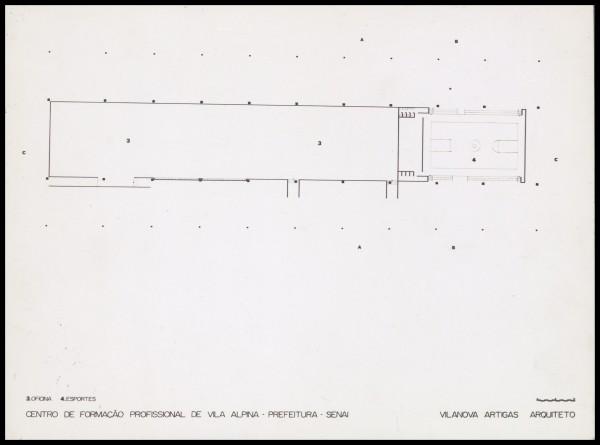 A B
3 3 4
C C
A B
3.OFICINA 4.ESPORTES
CENTRO DE FORMAÇÃO PROFISSIONAL DE VILA ALPINA - PREFEITURA - SENAI VILANOVA ARTIGAS ARQUITETO